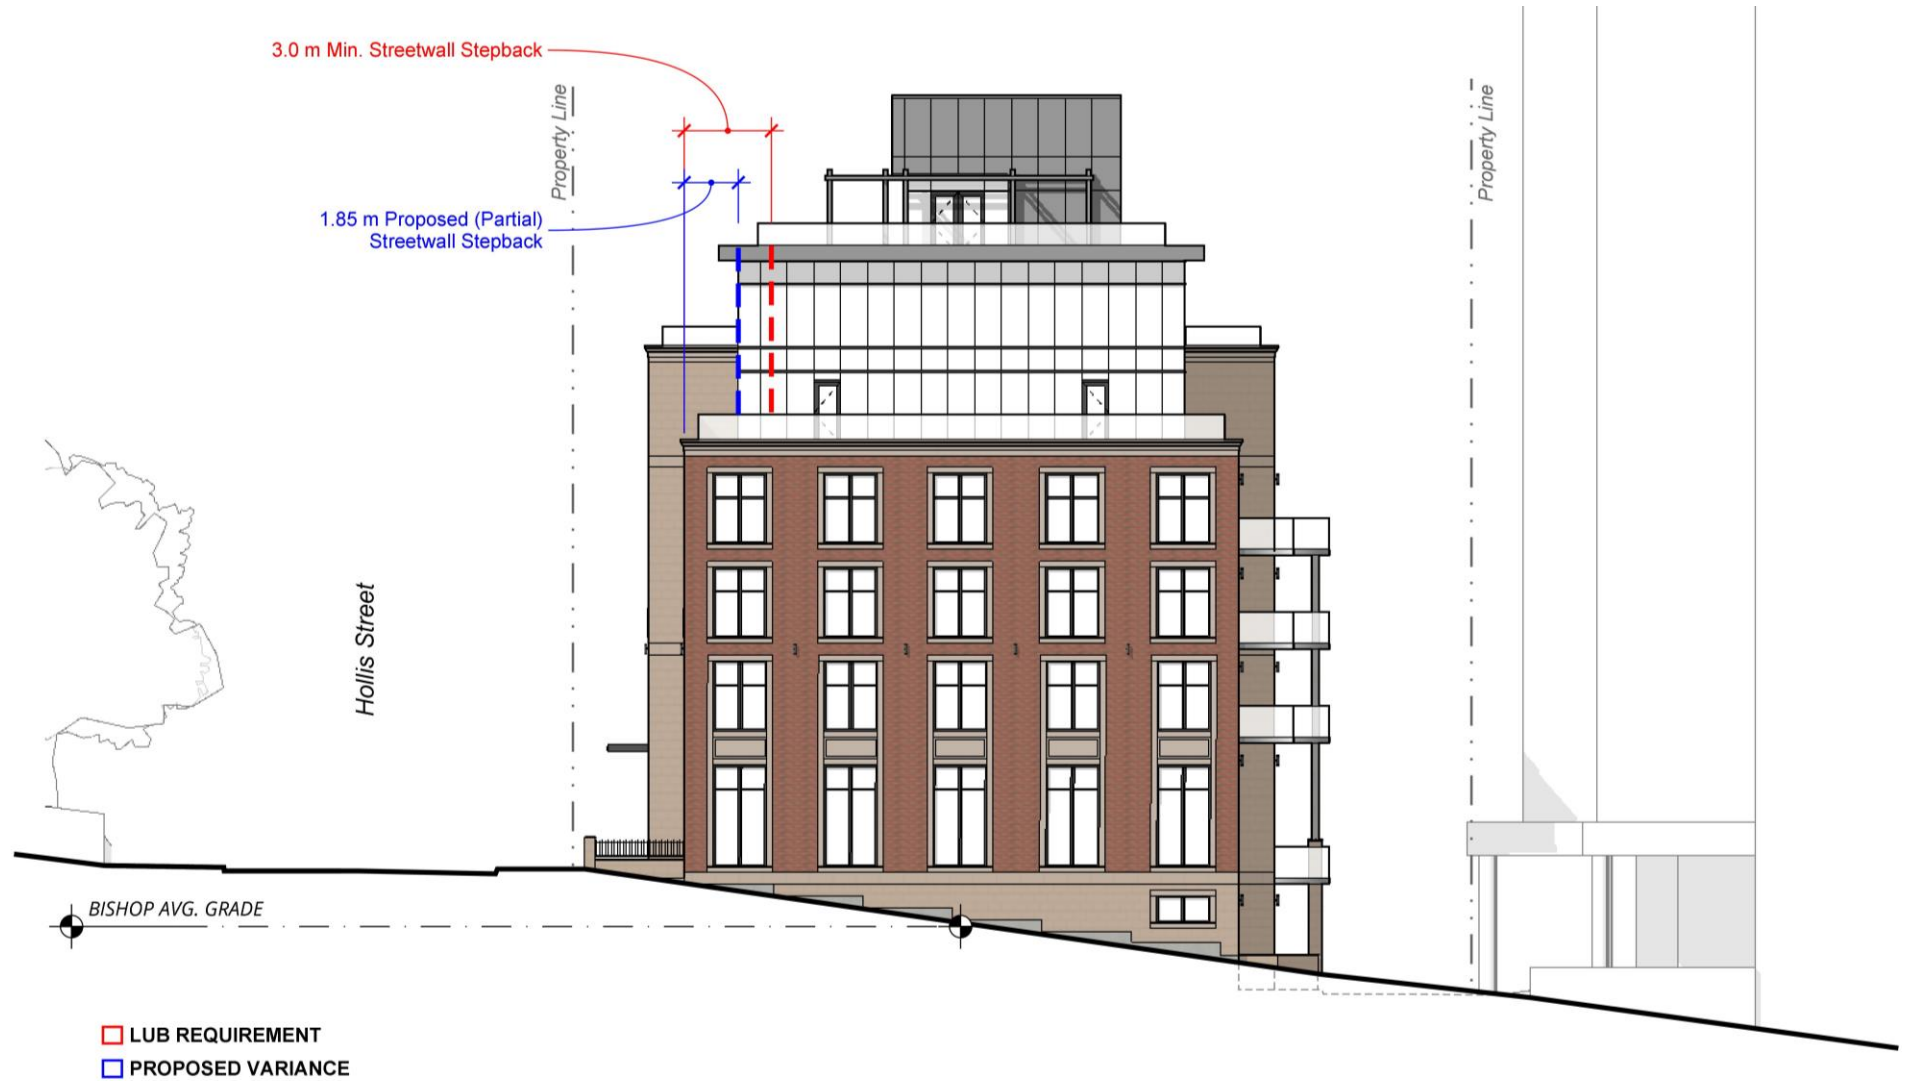 3.0 m Min. Streetwall Stepback
Property Line
Property Line
1.85 m Proposed (Partial)
Streetwall Stepback
Hollis Street
BISHOP AVG. GRADE
LUB REQUIREMENT
PROPOSED VARIANCE